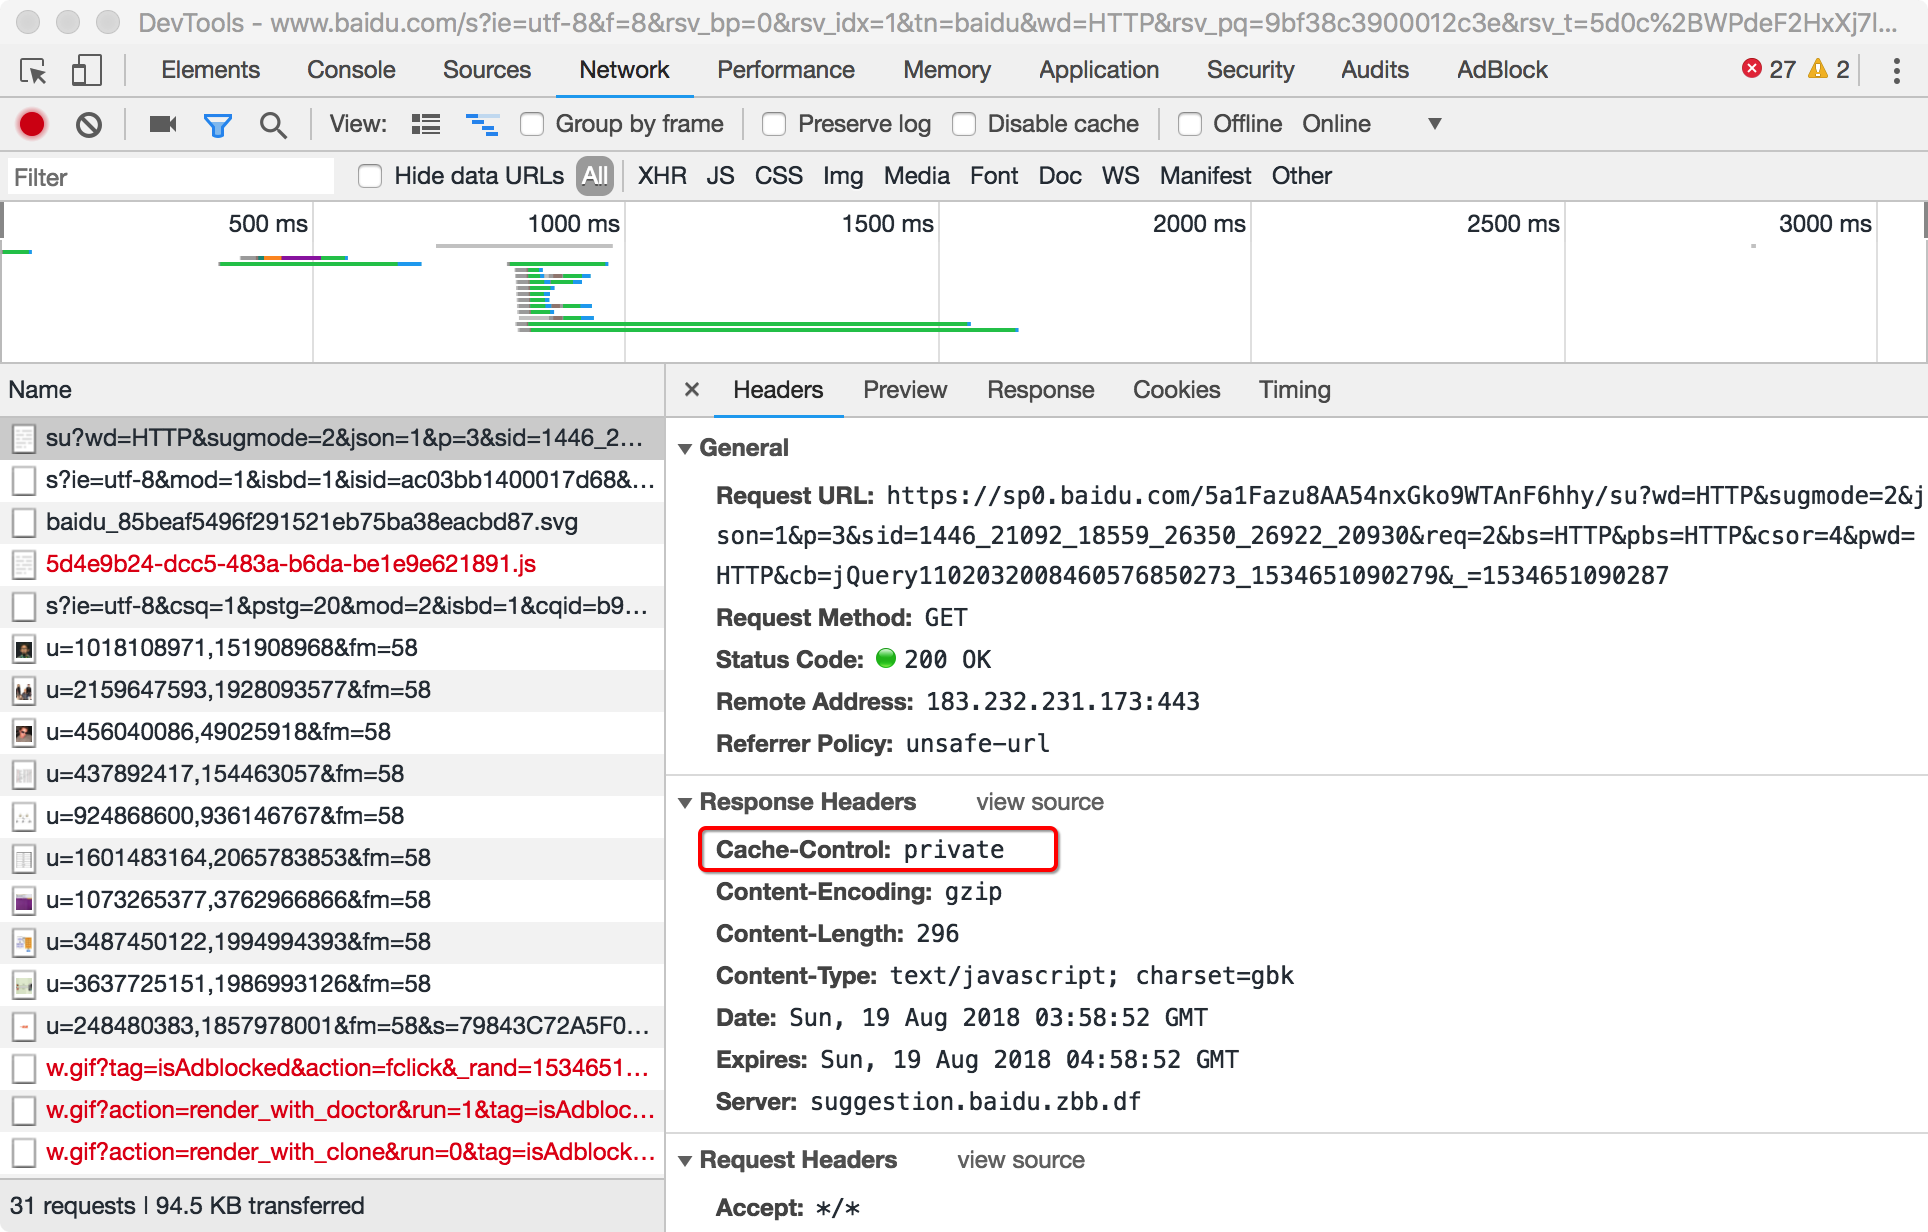 DevTools - www.baidu.com/s?ie=utf-8&f=8&rsv_bp=0&rsv_idx=1&tn=baidu&wd=HTTP&rsv_pq=9bf38c3900012c3e&rsv_t=5d0c%2BWPdeF2HxXj7l...
Elements Console Sources Network Performance Memory Application Security Audits AdBlock 27 2
View: Group by frame Preserve log Disable cache Offline Online
Filter Hide data URLs All XHR JS CSS Img Media Font Doc WS Manifest Other
500 ms 1000 ms 1500 ms 2000 ms 2500 ms 3000 ms
Name
su?wd=HTTP&sugmode=2&json=1&p=3&sid=1446_2...
s?ie=utf-8&mod=1&isbd=1&isid=ac03bb1400017d68&...
baidu_85beaf5496f291521eb75ba38eacbd87.svg
5d4e9b24-dcc5-483a-b6da-be1e9e621891.js
s?ie=utf-8&csq=1&pstg=20&mod=2&isbd=1&cqid=b9...
u=1018108971,151908968&fm=58
u=2159647593,1928093577&fm=58
u=456040086,49025918&fm=58
u=437892417,154463057&fm=58
u=924868600,936146767&fm=58
u=1601483164,2065783853&fm=58
u=1073265377,3762966866&fm=58
u=3487450122,1994994393&fm=58
u=3637725151,1986993126&fm=58
u=248480383,1857978001&fm=58&s=79843C72A5F0...
w.gif?tag=isAdblocked&action=fclick&_rand=1534651...
w.gif?action=render_with_doctor&run=1&tag=isAdbloc...
w.gif?action=render_with_clone&run=0&tag=isAdblock...
31 requests | 94.5 KB transferred
× Headers Preview Response Cookies Timing
General
Request URL: https://sp0.baidu.com/5a1Fazu8AA54nxGko9WTAnF6hhy/su?wd=HTTP&sugmode=2&j
son=1&p=3&sid=1446_21092_18559_26350_26922_20930&req=2&bs=HTTP&pbs=HTTP&csor=4&pwd=
HTTP&cb=jQuery1102032008460576850273_1534651090279&_=1534651090287
Request Method: GET
Status Code: 200 OK
Remote Address: 183.232.231.173:443
Referrer Policy: unsafe-url
Response Headers view source
Cache-Control: private
Content-Encoding: gzip
Content-Length: 296
Content-Type: text/javascript; charset=gbk
Date: Sun, 19 Aug 2018 03:58:52 GMT
Expires: Sun, 19 Aug 2018 04:58:52 GMT
Server: suggestion.baidu.zbb.df
Request Headers view source
Accept: */*